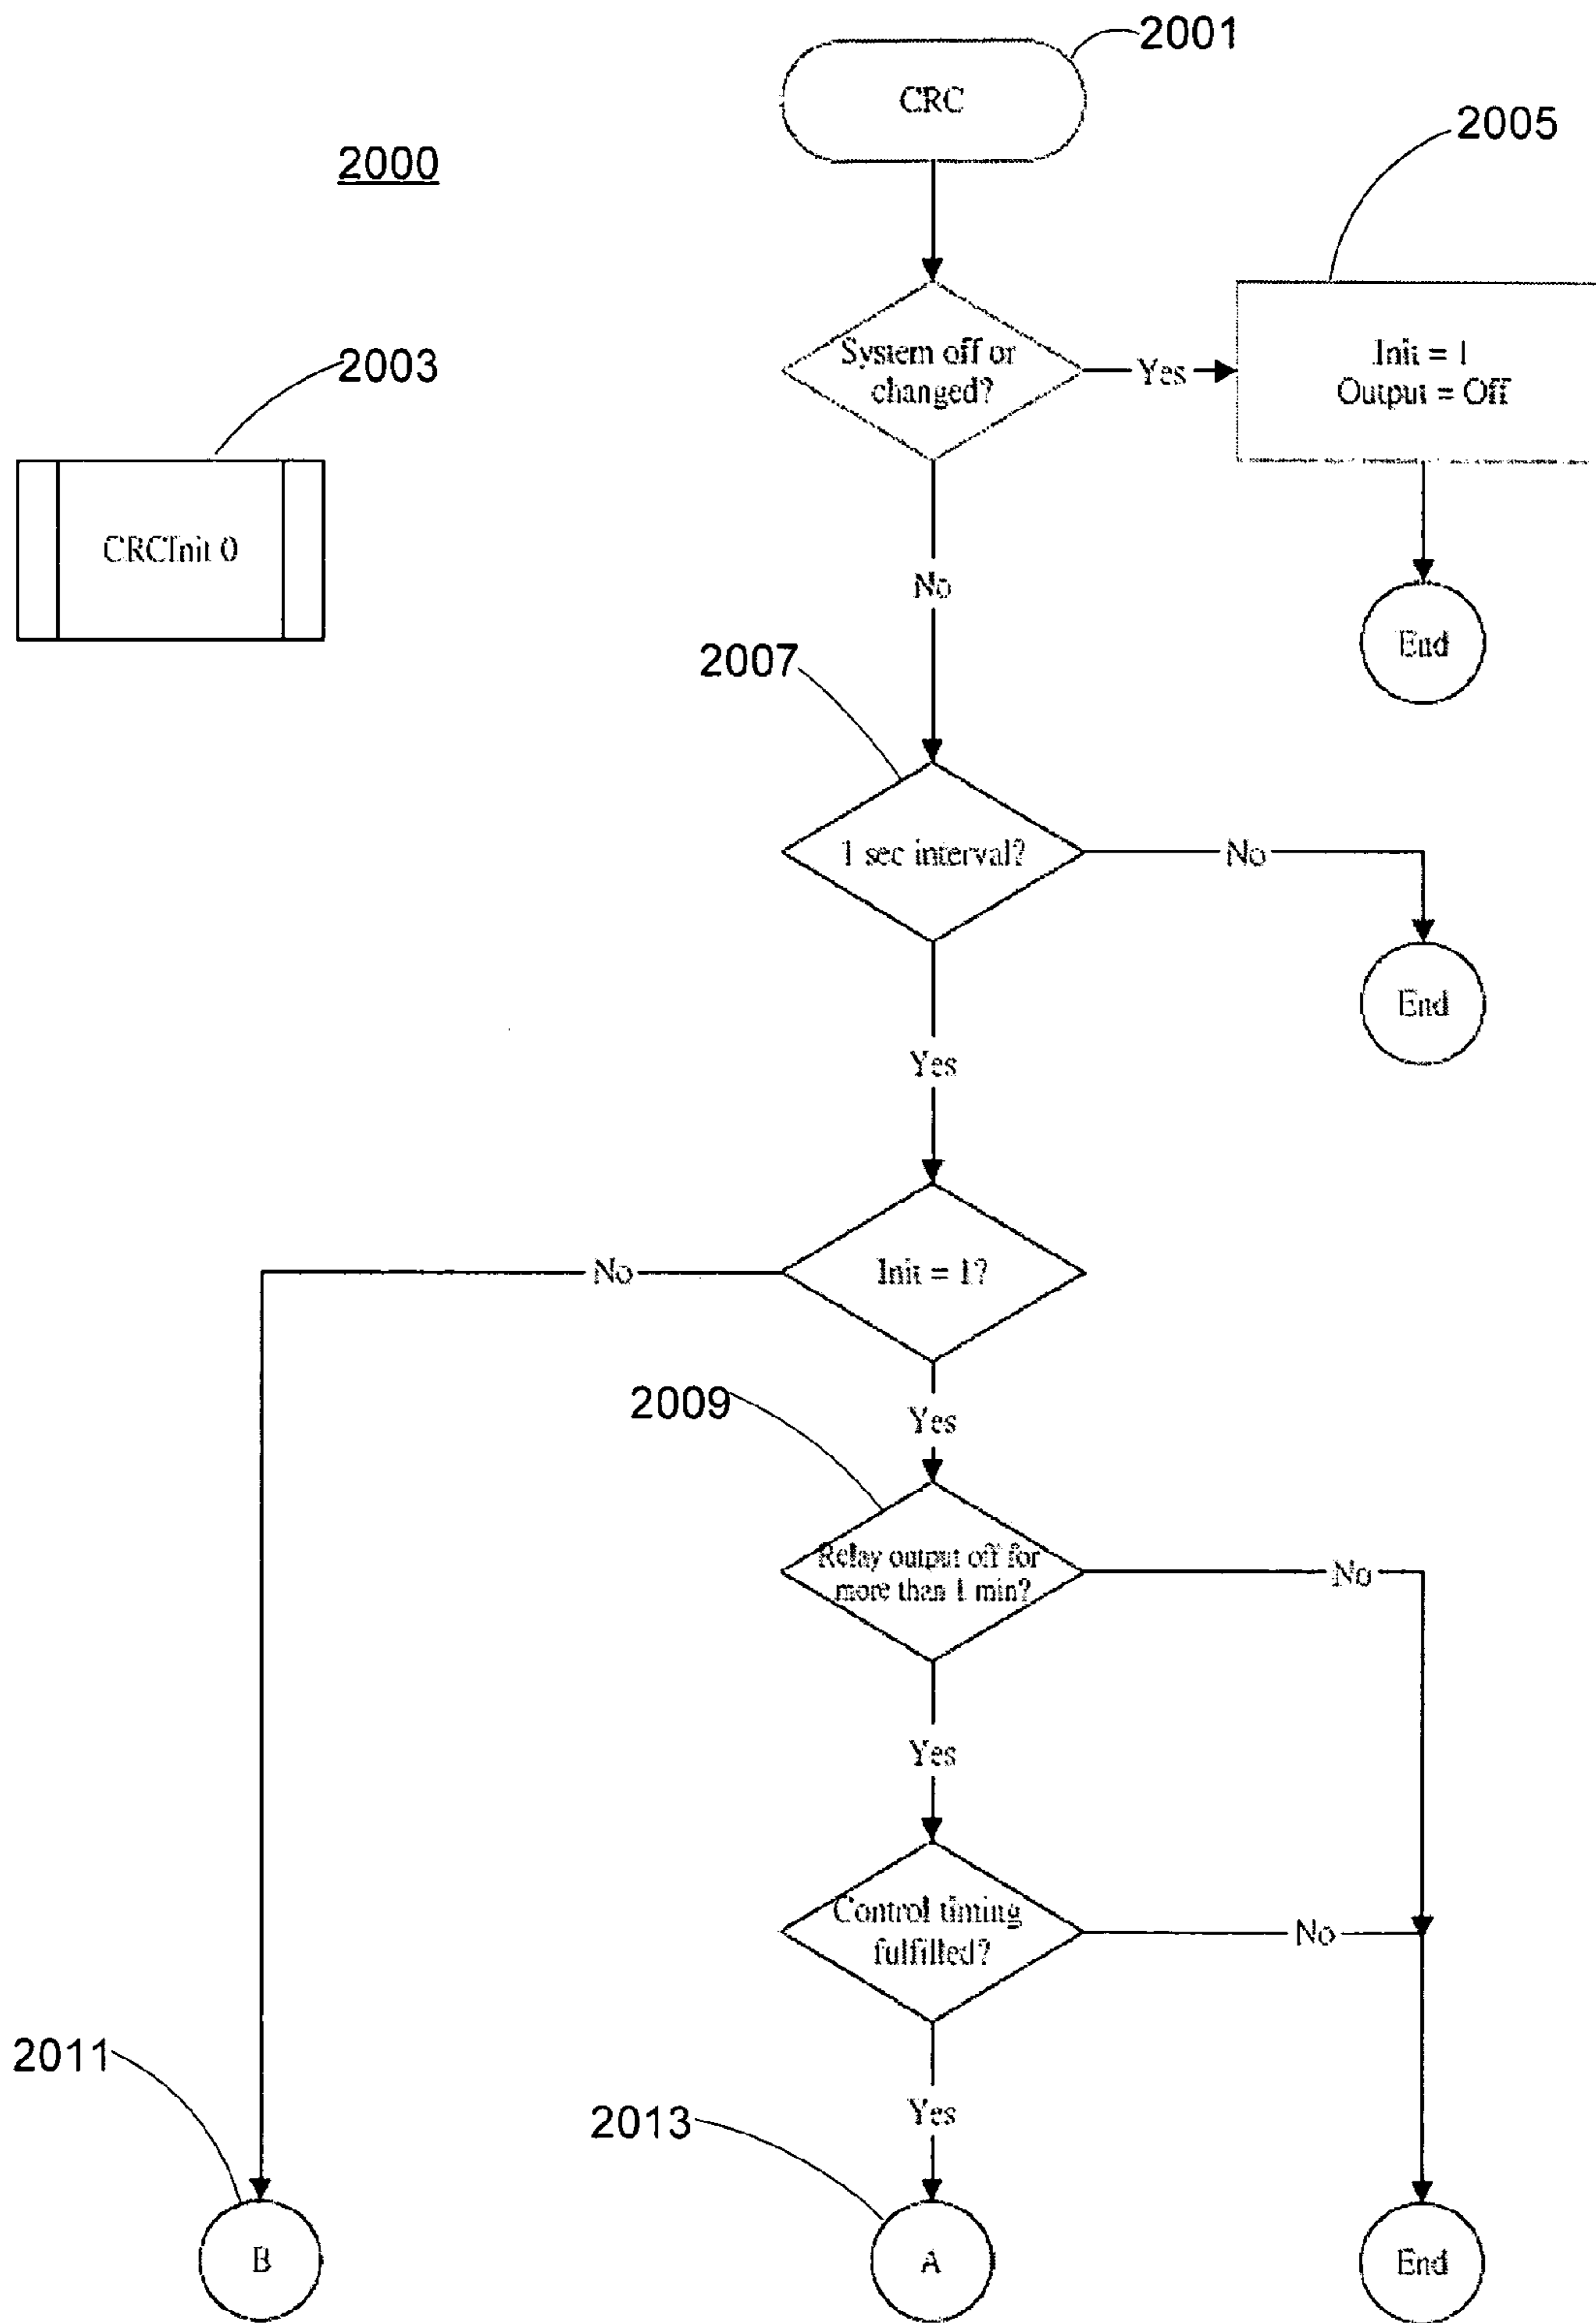 2001
CRC
2005
2000
System off or
changed?
Yes
Init = 1
Output = Off
2003
CRCInit 0
No
End
2007
1 sec interval?
No
End
Yes
Init = 1?
No
2009
Yes
Relay output off for
more than 1 min?
No
Yes
Control timing
fulfilled?
No
2011
2013
Yes
B
A
End